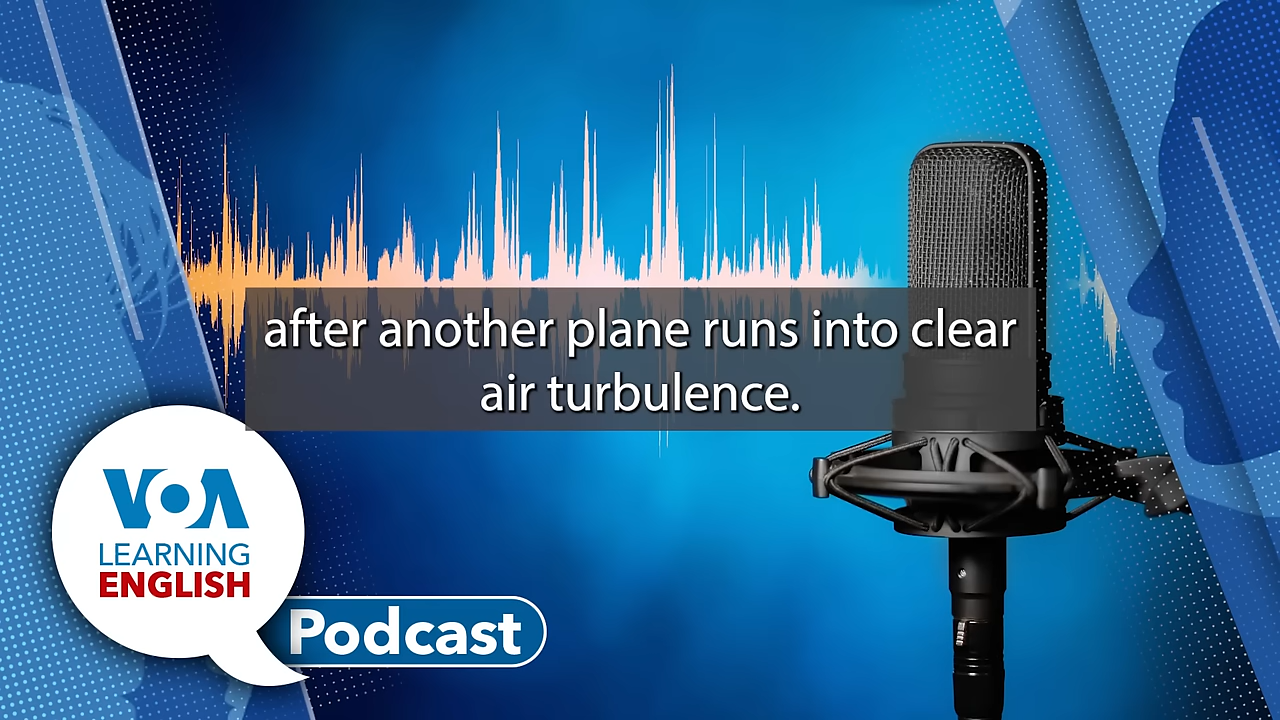 after another plane runs into clear
air turbulence.
VOA
LEARNING
ENGLISH
Podcast